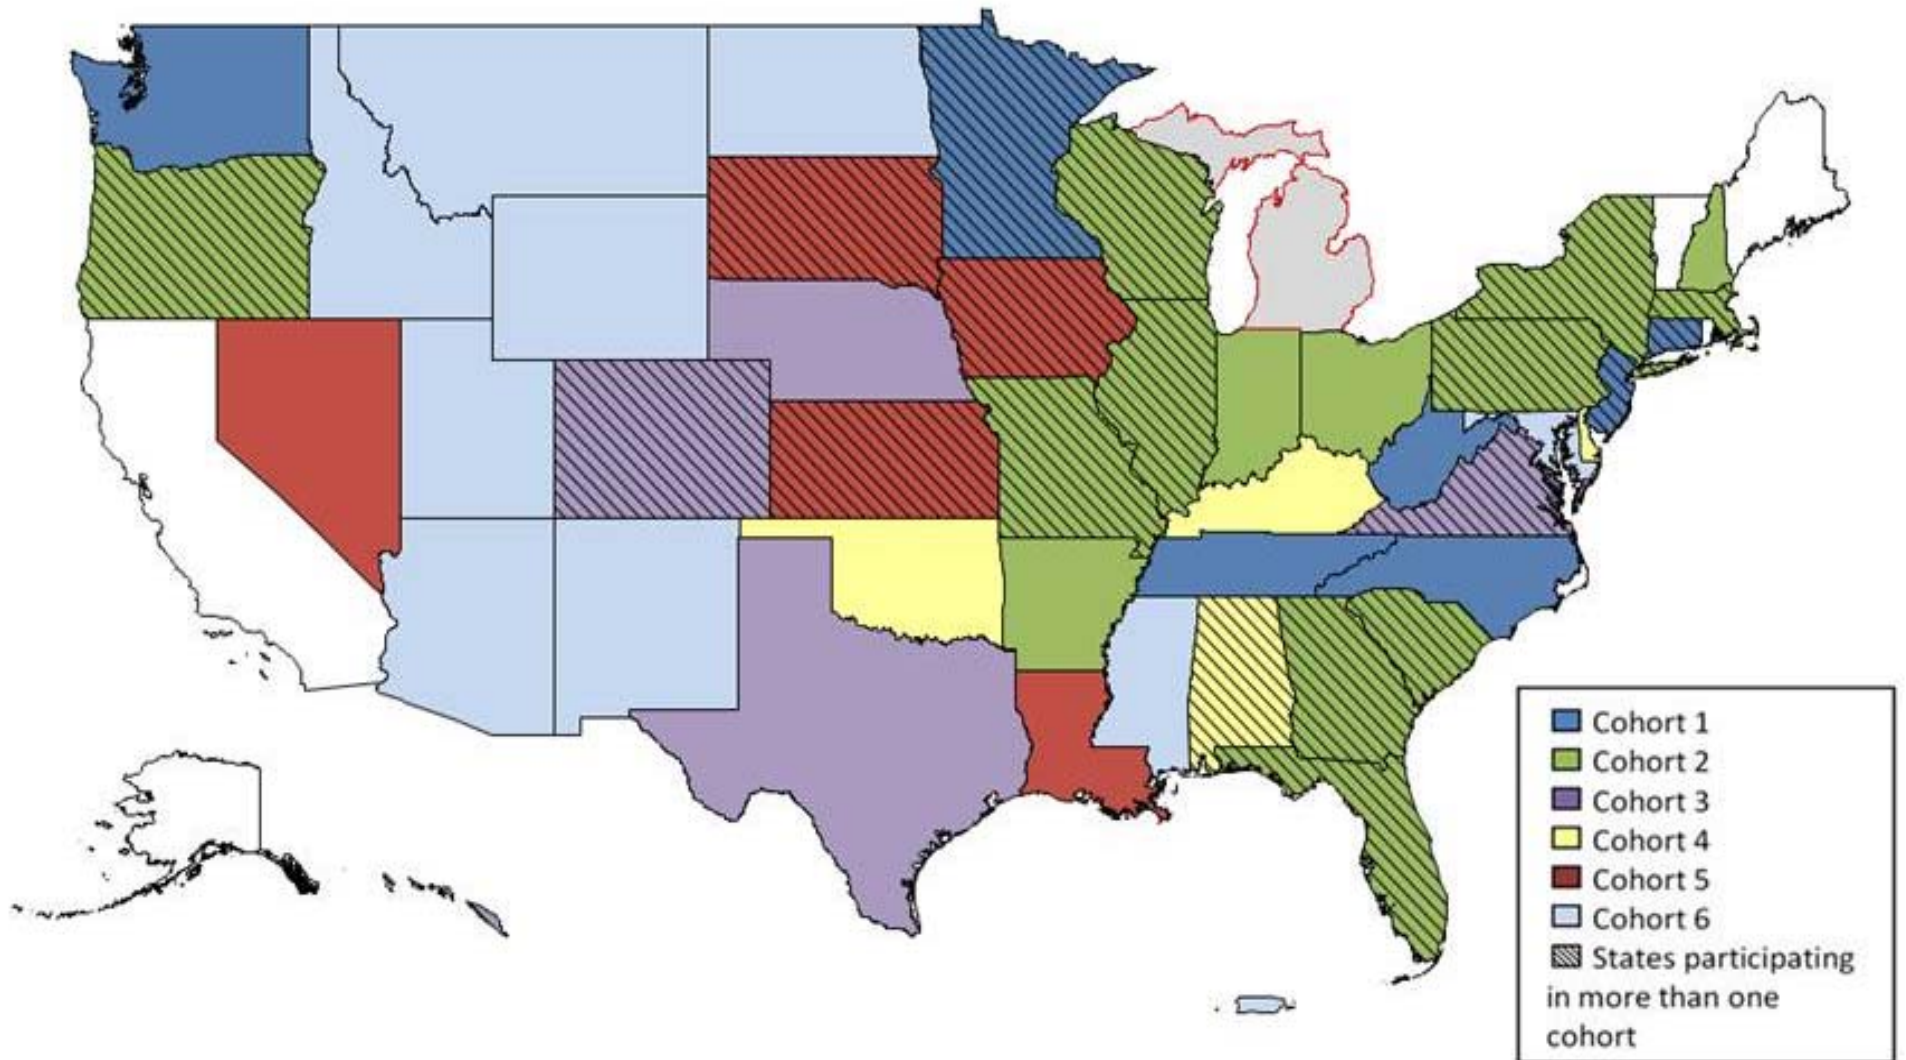 Cohort 1
Cohort 2
Cohort 3
Cohort 4
Cohort 5
Cohort 6
States participating
in more than one
cohort